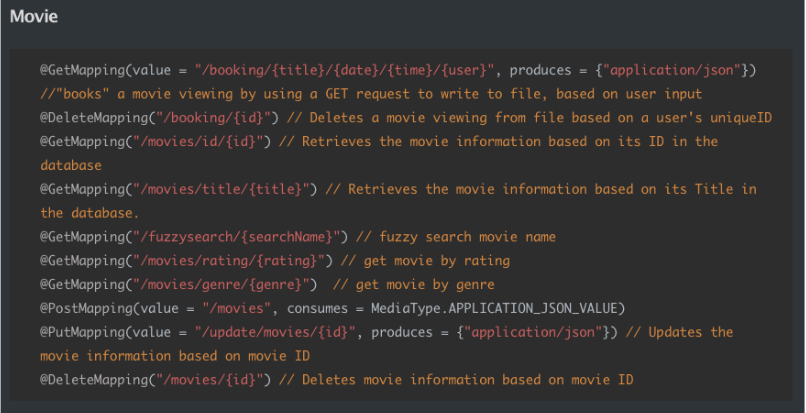 Movie
@GetMapping(value = "/booking/{title}/{date}/{time}/{user}", produces = {"application/json"})
//"books" a movie viewing by using a GET request to write to file, based on user input
@DeleteMapping("/booking/{id}") // Deletes a movie viewing from file based on a user's uniqueID
@GetMapping("/movies/id/{id}") // Retrieves the movie information based on its ID in the
database
@GetMapping("/movies/title/{title}") // Retrieves the movie information based on its Title in
the database.
@GetMapping("/fuzzysearch/{searchName}") // fuzzy search movie name
@GetMapping("/movies/rating/{rating}") // get movie by rating
@GetMapping("/movies/genre/{genre}")  // get movie by genre
@PostMapping(value = "/movies", consumes = MediaType.APPLICATION_JSON_VALUE)
@PutMapping(value = "/update/movies/{id}", produces = {"application/json"}) // Updates the
movie information based on movie ID
@DeleteMapping("/movies/{id}") // Deletes movie information based on movie ID